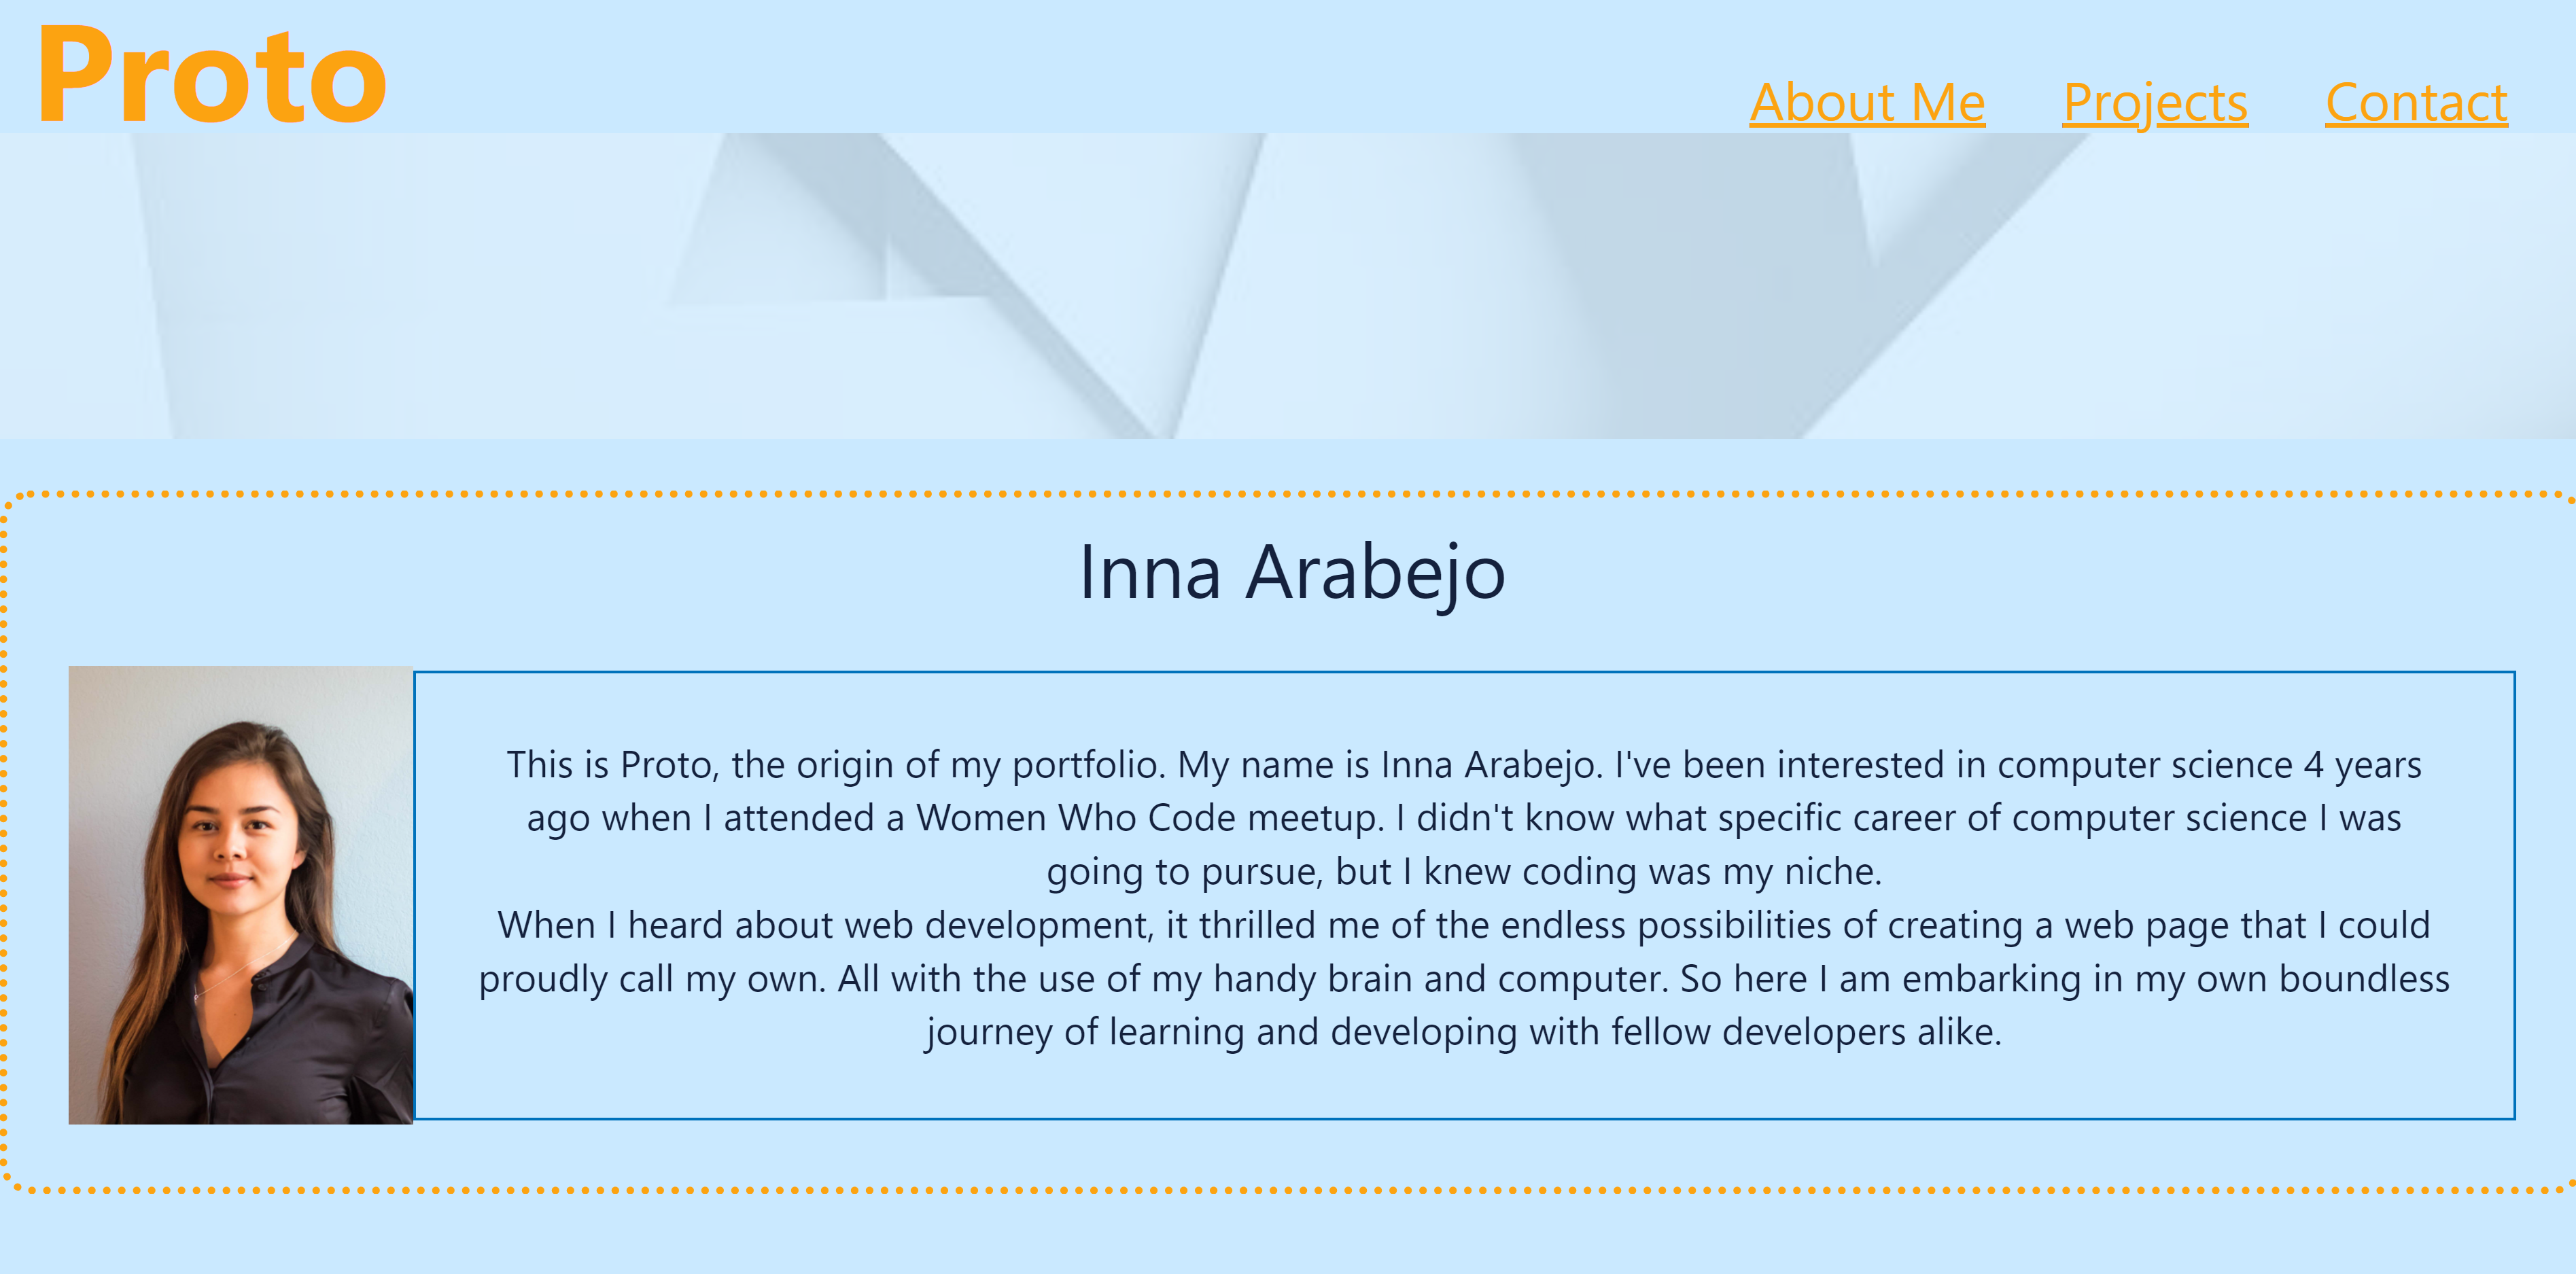 Proto
About Me Projects Contact
Inna Arabejo
This is Proto, the origin of my portfolio. My name is Inna Arabejo. I've been interested in computer science 4 years
ago when I attended a Women Who Code meetup. I didn't know what specific career of computer science I was
going to pursue, but I knew coding was my niche.
When I heard about web development, it thrilled me of the endless possibilities of creating a web page that I could
proudly call my own. All with the use of my handy brain and computer. So here I am embarking in my own boundless
journey of learning and developing with fellow developers alike.